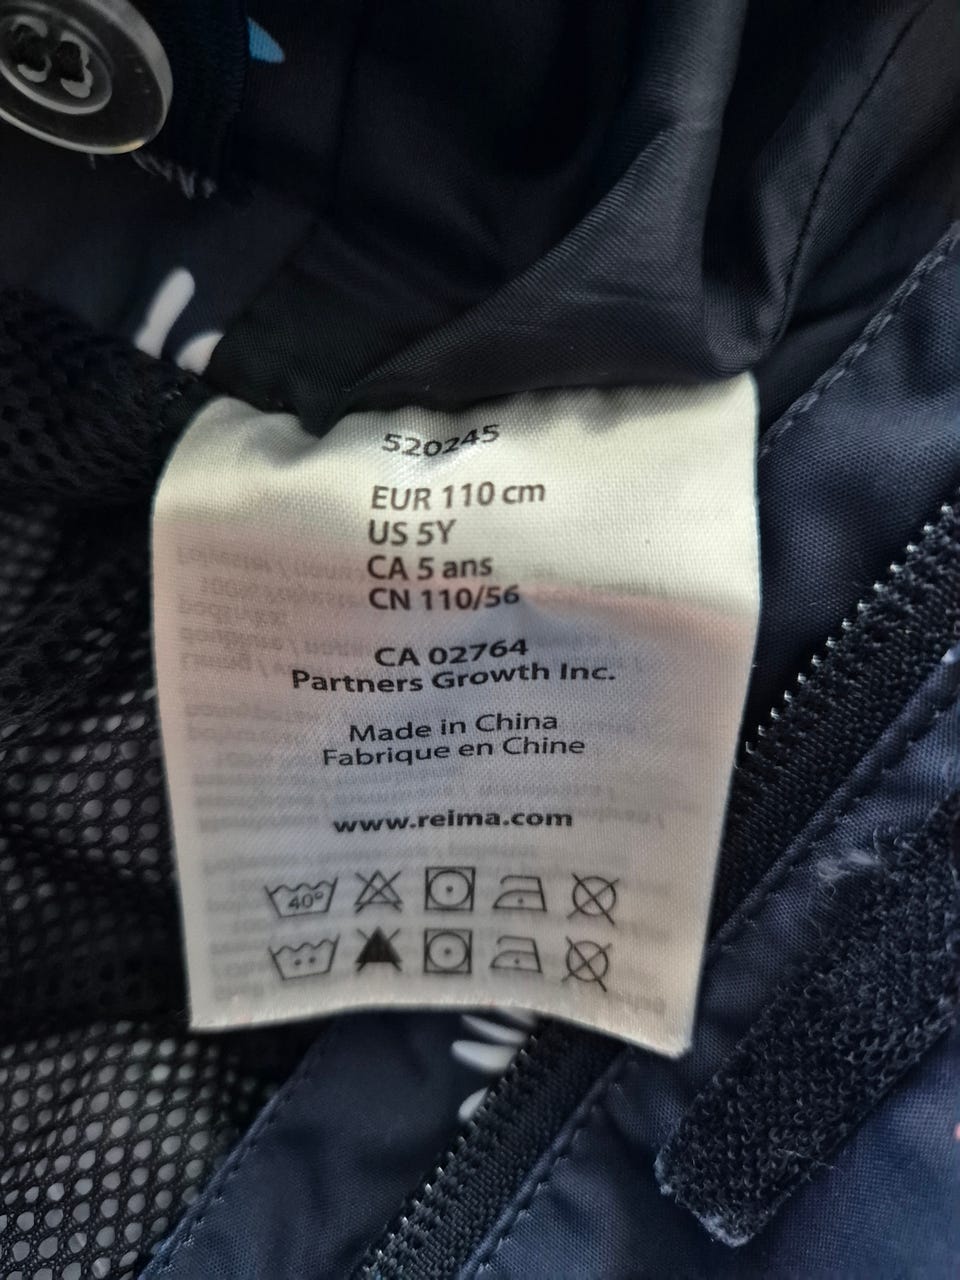 520245
EUR 110 cm
US 5Y
CA 5 ans
CN 110/56
CA 02764
Partners Growth Inc.
Made in China
Fabrique en Chine
www.reima.com
40°